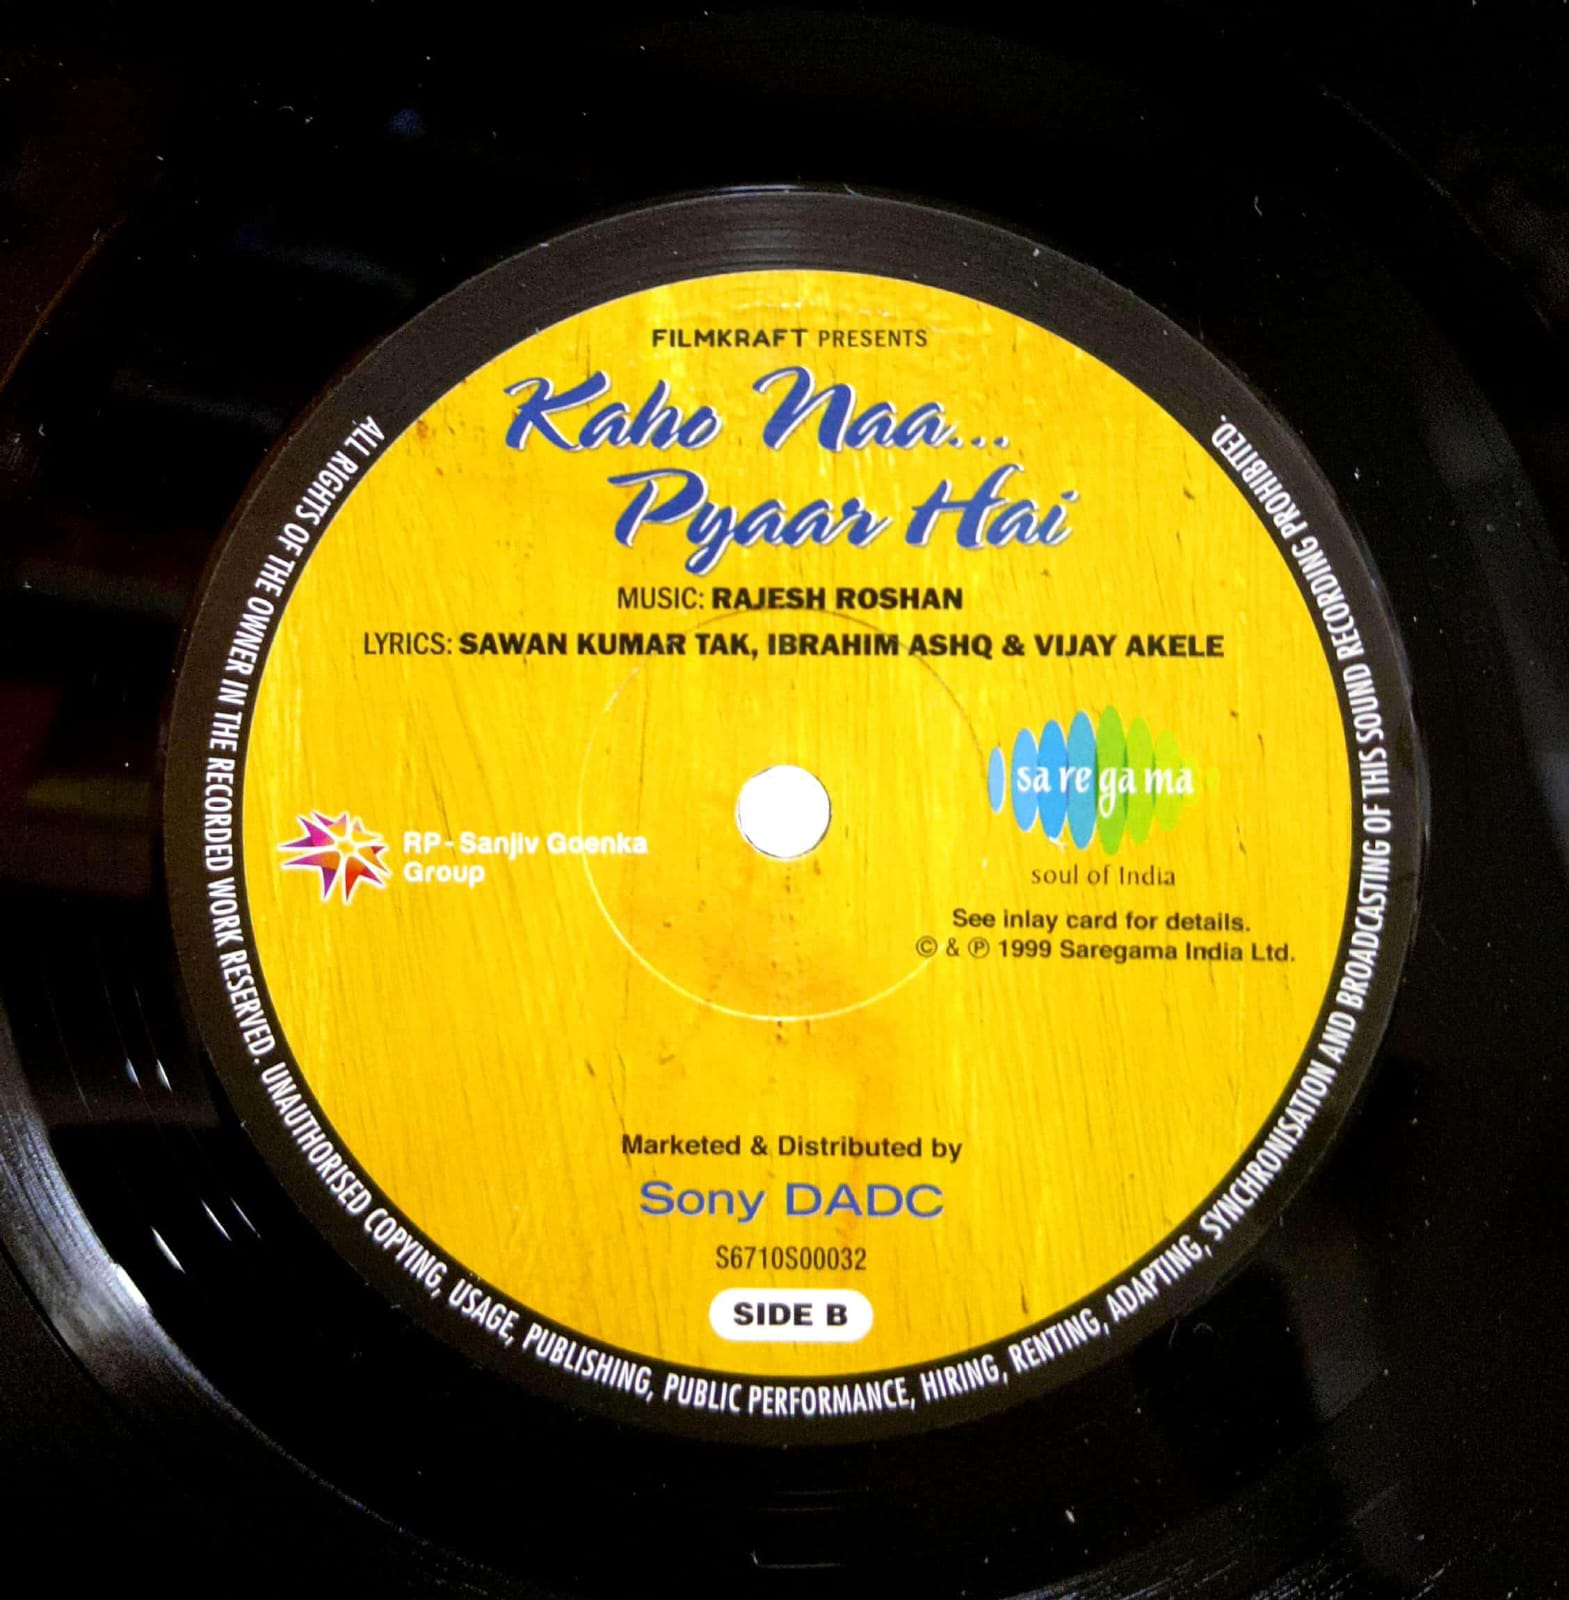 FILMKRAFT PRESENTS
Kaho Naa...
Pyaar Hai
MUSIC: RAJESH ROSHAN
LYRICS: SAWAN KUMAR TAK, IBRAHIM ASHQ & VIJAY AKELE
sa re ga ma
soul of India
RP-Sanjiv Goenka
Group
See inlay card for details.
© & ℗ 1999 Saregama India Ltd.
Marketed & Distributed by
Sony DADC
S6710S00032
SIDE B
ALL RIGHTS OF THE OWNER IN THE RECORDED WORK RESERVED. UNAUTHORISED COPYING, USAGE, PUBLISHING, PUBLIC PERFORMANCE, HIRING, RENTING, ADAPTING, SYNCHRONISATION AND BROADCASTING OF THIS SOUND RECORDING PROHIBITED.